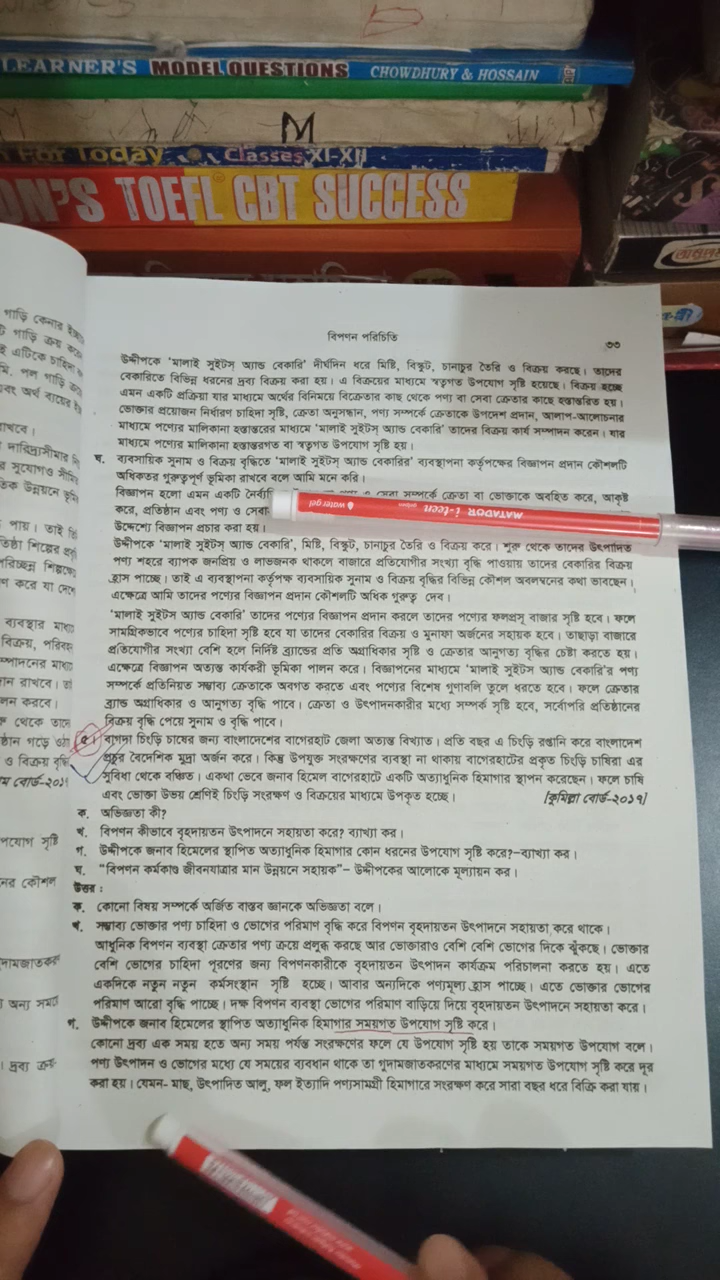 LEARNER'S MODEL QUESTIONS CHOWDHURY & HOSSAIN
M
For Today Classes XI-XII
ON'S TOEFL CBT SUCCESS
বিপণন পরিচিতি
৩৩
উদ্দীপকে 'মালাই সুইটস্ অ্যান্ড বেকারি' দীর্ঘদিন ধরে মিষ্টি, বিস্কুট, চানাচুর তৈরি ও বিক্রয় করছে। তাদের
বেকারিতে বিভিন্ন ধরনের দ্রব্য বিক্রয় করা হয়। এ বিক্রয়ের মাধ্যমে স্বত্বগত উপযোগ সৃষ্টি হয়েছে। বিক্রয় হচ্ছে
এমন একটি প্রক্রিয়া যার মাধ্যমে অর্থের বিনিময়ে বিক্রেতার কাছ থেকে পণ্য বা সেবা ক্রেতার কাছে হস্তান্তরিত হয়।
ভোক্তার প্রয়োজন নির্ধারণ চাহিদা সৃষ্টি, ক্রেতা অনুসন্ধান, পণ্য সম্পর্কে ক্রেতাকে উপদেশ প্রদান, আলাপ-আলোচনার
মাধ্যমে পণ্যের মালিকানা হস্তান্তরের মাধ্যমে 'মালাই সুইটস্ অ্যান্ড বেকারি' তাদের বিক্রয় কার্য সম্পাদন করেন। যার
মাধ্যমে পণ্যের মালিকানা হস্তান্তরগত বা স্বত্বগত উপযোগ সৃষ্টি হয়।
ঘ. ব্যবসায়িক সুনাম ও বিক্রয় বৃদ্ধিতে 'মালাই সুইটস্ অ্যান্ড বেকারির' ব্যবস্থাপনা কর্তৃপক্ষের বিজ্ঞাপন প্রদান কৌশলটি
অধিকতর গুরুত্বপূর্ণ ভূমিকা রাখবে বলে আমি মনে করি।
বিজ্ঞাপন হলো এমন একটি সেবা সম্পর্কে ক্রেতা বা ভোক্তাকে অবহিত করে, আকৃষ্ট
করে, প্রতিষ্ঠান এবং পণ্য ও সেবা
MATADOR i-teen watergel
উদ্দেশ্যে বিজ্ঞাপন প্রচার করা হয়।
উদ্দীপকে 'মালাই সুইটস অ্যান্ড বেকারি', মিষ্টি, বিস্কুট, চানাচুর তৈরি ও বিক্রয় করে। শুরু থেকে তাদের উৎপাদিত
পণ্য শহরে ব্যাপক জনপ্রিয় ও লাভজনক থাকলে বাজারে প্রতিযোগীর সংখ্যা বৃদ্ধি পাওয়ায় তাদের বেকারির বিক্রয়
হ্রাস পাচ্ছে। তাই এ ব্যবস্থাপনা কর্তৃপক্ষ ব্যবসায়িক সুনাম ও বিক্রয় বৃদ্ধির বিভিন্ন কৌশল অবলম্বনের কথা ভাবছেন।
এক্ষেত্রে আমি তাদের পণ্যের বিজ্ঞাপন প্রদান কৌশলটি অধিক গুরুত্ব দেব।
'মালাই সুইটস অ্যান্ড বেকারি' তাদের পণ্যের বিজ্ঞাপন প্রদান করলে তাদের পণ্যের ফলপ্রসূ বাজার সৃষ্টি হবে। ফলে
সামগ্রিকভাবে পণ্যের চাহিদা সৃষ্টি হবে যা তাদের বেকারির বিক্রয় ও মুনাফা অর্জনের সহায়ক হবে। তাছাড়া বাজারে
প্রতিযোগীর সংখ্যা বেশি হলে নির্দিষ্ট ব্র্যান্ডের প্রতি অগ্রাধিকার সৃষ্টি ও ক্রেতার আনুগত্য বৃদ্ধির চেষ্টা করতে হয়।
এক্ষেত্রে বিজ্ঞাপন অত্যন্ত কার্যকরী ভূমিকা পালন করে। বিজ্ঞাপনের মাধ্যমে 'মালাই সুইটস অ্যান্ড বেকারি'র পণ্য
সম্পর্কে প্রতিনিয়ত সম্ভাব্য ক্রেতাকে অবগত করতে এবং পণ্যের বিশেষ গুণাবলি তুলে ধরতে হবে। ফলে ক্রেতার
ব্র্যান্ড অগ্রাধিকার ও আনুগত্য বৃদ্ধি পাবে। ক্রেতা ও উৎপাদনকারীর মধ্যে সম্পর্ক সৃষ্টি হবে, সর্বোপরি প্রতিষ্ঠানের
বিক্রয় বৃদ্ধি পেয়ে সুনাম ও বৃদ্ধি পাবে।
৫। বাগদা চিংড়ি চাষের জন্য বাংলাদেশের বাগেরহাট জেলা অত্যন্ত বিখ্যাত। প্রতি বছর এ চিংড়ি রপ্তানি করে বাংলাদেশ
প্রচুর বৈদেশিক মুদ্রা অর্জন করে। কিন্তু উপযুক্ত সংরক্ষণের ব্যবস্থা না থাকায় বাগেরহাটের প্রকৃত চিংড়ি চাষিরা এর
সুবিধা থেকে বঞ্চিত। একথা ভেবে জনাব হিমেল বাগেরহাটে একটি অত্যাধুনিক হিমাগার স্থাপন করেছেন। ফলে চাষি
এবং ভোক্তা উভয় শ্রেণিই চিংড়ি সংরক্ষণ ও বিক্রয়ের মাধ্যমে উপকৃত হচ্ছে। [কুমিল্লা বোর্ড-২০১৭]
ক. অভিজ্ঞতা কী?
খ. বিপণন কীভাবে বৃহদায়তন উৎপাদনে সহায়তা করে? ব্যাখ্যা কর।
গ. উদ্দীপকে জনাব হিমেলের স্থাপিত অত্যাধুনিক হিমাগার কোন ধরনের উপযোগ সৃষ্টি করে?-ব্যাখ্যা কর।
ঘ. "বিপণন কর্মকাণ্ড জীবনযাত্রার মান উন্নয়নে সহায়ক"- উদ্দীপকের আলোকে মূল্যায়ন কর।
উত্তর :
ক. কোনো বিষয় সম্পর্কে অর্জিত বাস্তব জ্ঞানকে অভিজ্ঞতা বলে।
খ. সম্ভাব্য ভোক্তার পণ্য চাহিদা ও ভোগের পরিমাণ বৃদ্ধি করে বিপণন বৃহদায়তন উৎপাদনে সহায়তা করে থাকে।
আধুনিক বিপণন ব্যবস্থা ক্রেতার পণ্য ক্রয়ে প্রলুব্ধ করছে আর ভোক্তারাও বেশি বেশি ভোগের দিকে ঝুঁকছে। ভোক্তার
বেশি ভোগের চাহিদা পূরণের জন্য বিপণনকারীকে বৃহদায়তন উৎপাদন কার্যক্রম পরিচালনা করতে হয়। এতে
একদিকে নতুন নতুন কর্মসংস্থান সৃষ্টি হচ্ছে। আবার অন্যদিকে পণ্যমূল্য হ্রাস পাচ্ছে। এতে ভোক্তার ভোগের
পরিমাণ আরো বৃদ্ধি পাচ্ছে। দক্ষ বিপণন ব্যবস্থা ভোগের পরিমাণ বাড়িয়ে দিয়ে বৃহদায়তন উৎপাদনে সহায়তা করে।
গ. উদ্দীপকে জনাব হিমেলের স্থাপিত অত্যাধুনিক হিমাগার সময়গত উপযোগ সৃষ্টি করে।
কোনো দ্রব্য এক সময় হতে অন্য সময় পর্যন্ত সংরক্ষণের ফলে যে উপযোগ সৃষ্টি হয় তাকে সময়গত উপযোগ বলে।
পণ্য উৎপাদন ও ভোগের মধ্যে যে সময়ের ব্যবধান থাকে তা গুদামজাতকরণের মাধ্যমে সময়গত উপযোগ সৃষ্টি করে দূর
করা হয়। যেমন- মাছ, উৎপাদিত আলু, ফল ইত্যাদি পণ্যসামগ্রী হিমাগারে সংরক্ষণ করে সারা বছর ধরে বিক্রি করা যায়।